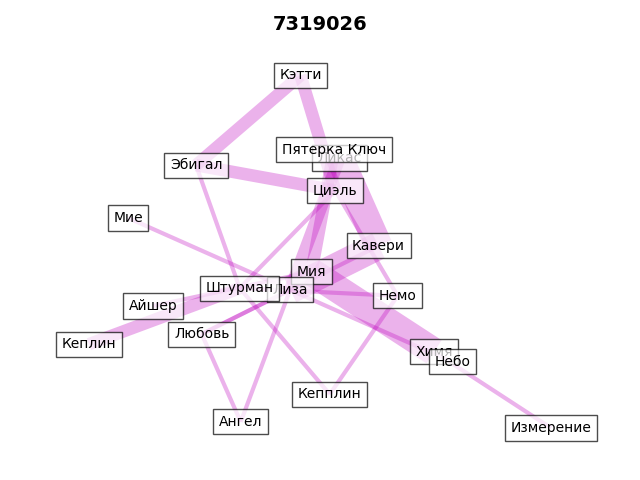 7319026
Кэтти
Пятерка Ключ
Ликас
Эбигал
Циэль
Мие
Кавери
Мия
Штурман
Лиза
Немо
Айшер
Любовь
Кеплин
Химя
Небо
Кепплин
Ангел
Измерение